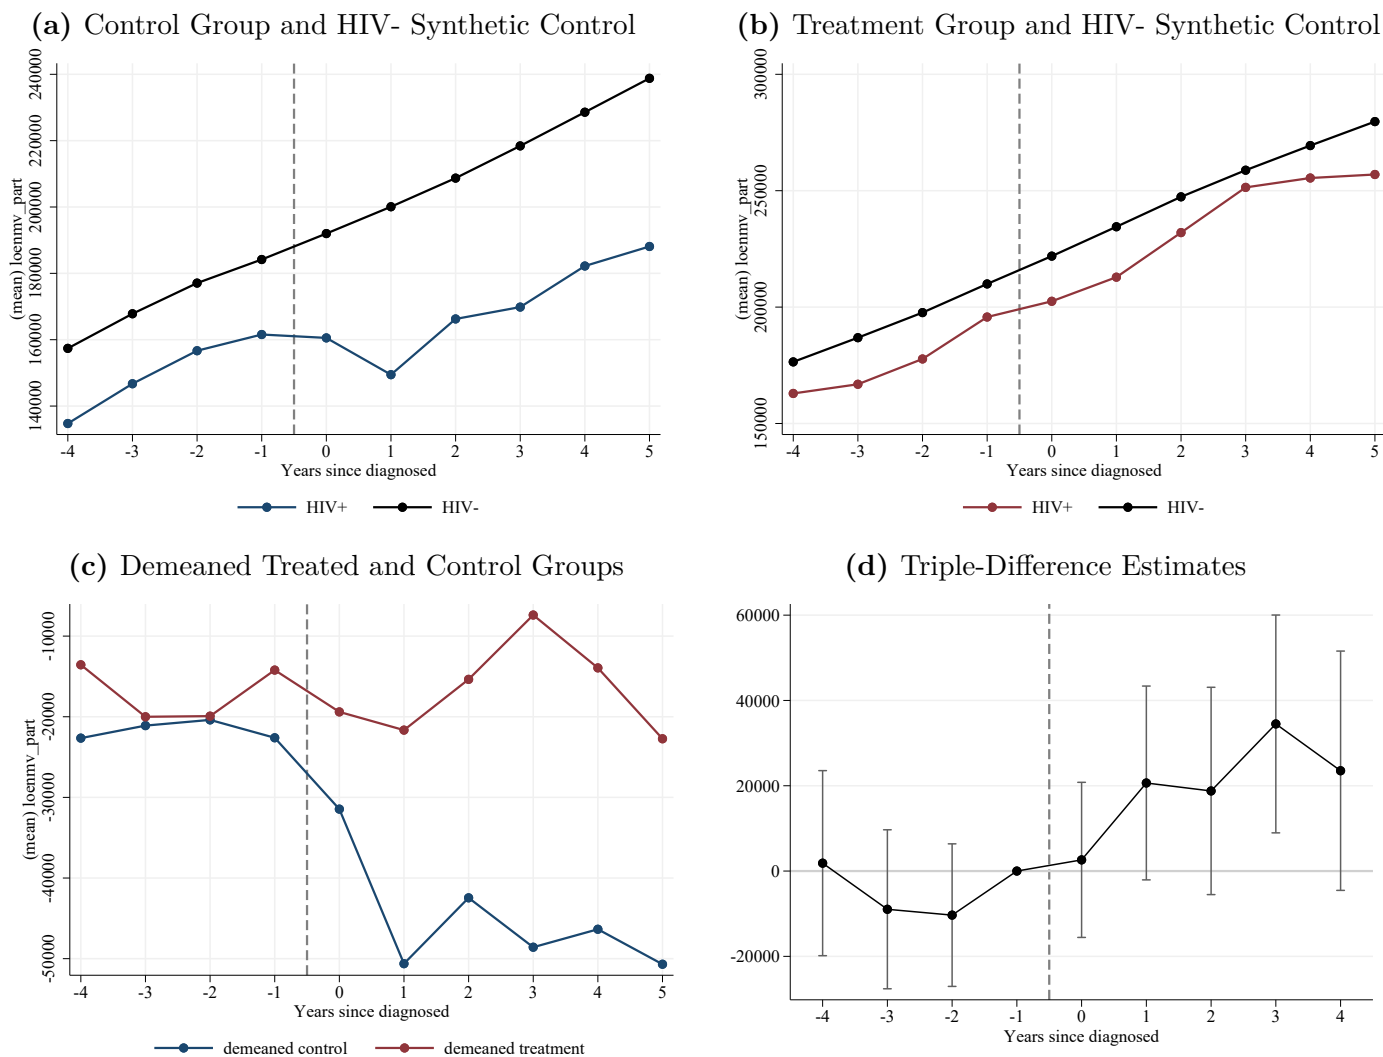 (a) Control Group and HIV- Synthetic Control
(mean) loenmv_part
240000
220000
200000
180000
160000
140000
-4 -3 -2 -1 0 1 2 3 4 5
Years since diagnosed
HIV+ HIV-
(b) Treatment Group and HIV- Synthetic Control
(mean) loenmv_part
300000
250000
200000
150000
-4 -3 -2 -1 0 1 2 3 4 5
Years since diagnosed
HIV+ HIV-
(c) Demeaned Treated and Control Groups
(mean) loenmv_part
-10000
-20000
-30000
-40000
-50000
-4 -3 -2 -1 0 1 2 3 4 5
Years since diagnosed
demeaned control demeaned treatment
(d) Triple-Difference Estimates
60000
40000
20000
0
-20000
-4 -3 -2 -1 0 1 2 3 4
Years since diagnosed